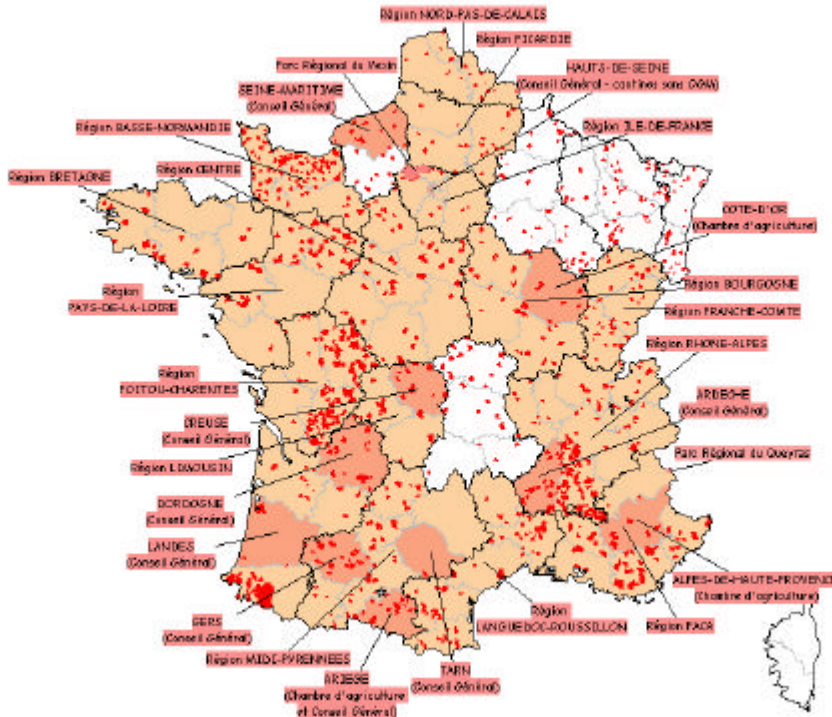 Région NORD-PAS-DE-CALAIS
Région PICARDIE
Parc Régional du Vexin
HAUTS-DE-SEINE
(Conseil Général - cantines sans OGM)
SEINE-MARITIME
(Conseil Général)
Région BASSE-NORMANDIE
Région ILE-DE-FRANCE
Région CENTRE
Région BRETAGNE
COTE-D'OR
(Chambre d'agriculture)
Région BOURGOGNE
Région
PAYS-DE-LA-LOIRE
Région FRANCHE-COMTE
Région RHONE-ALPES
Région
POITOU-CHARENTES
ARDECHE
(Conseil Général)
CREUSE
(Conseil Général)
Parc Régional du Queyras
Région LIMOUSIN
DORDOGNE
(Conseil Général)
LANDES
(Conseil Général)
ALPES-DE-HAUTE-PROVENC
(Chambre d'agriculture)
GERS
(Conseil Général)
Région
LANGUEDOC-ROUSSILLON
Région PACA
Région MIDI-PYRENNEES
TARN
(Conseil Général)
ARIEGE
(Chambre d'agriculture
et Conseil Général)